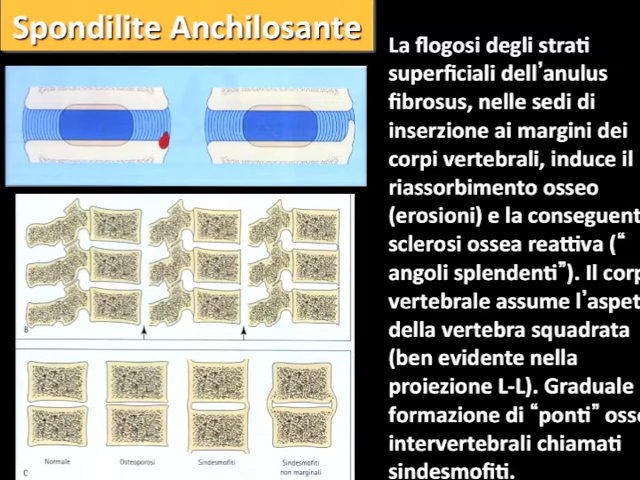 Spondilite Anchilosante
La flogosi degli strati
superficiali dell'anulus
fibrosus, nelle sedi di
inserzione ai margini dei
corpi vertebrali, induce il
riassorbimento osseo
(erosioni) e la conseguent
sclerosi ossea reattiva ("
angoli splendenti"). Il corp
vertebrale assume l'aspet
della vertebra squadrata
(ben evidente nella
proiezione L-L). Graduale
formazione di "ponti" oss
intervertebrali chiamati
sindesmofiti.
B
Normale
Osteoporosi
Sindesmofiti
Sindesmofiti
non marginali
C